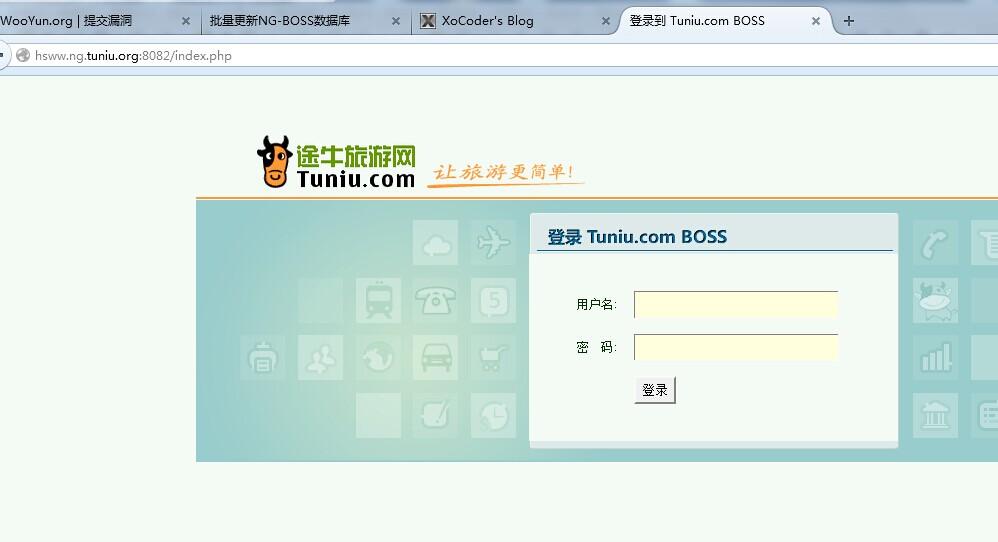 WooYun.org | 提交漏洞 批量更新NG-BOSS数据库 XoCoder's Blog 登录到 Tuniu.com BOSS
hsww.ng.tuniu.org:8082/index.php
途牛旅游网
Tuniu.com 让旅游更简单!
登录 Tuniu.com BOSS
5
用户名:
密 码:
登录